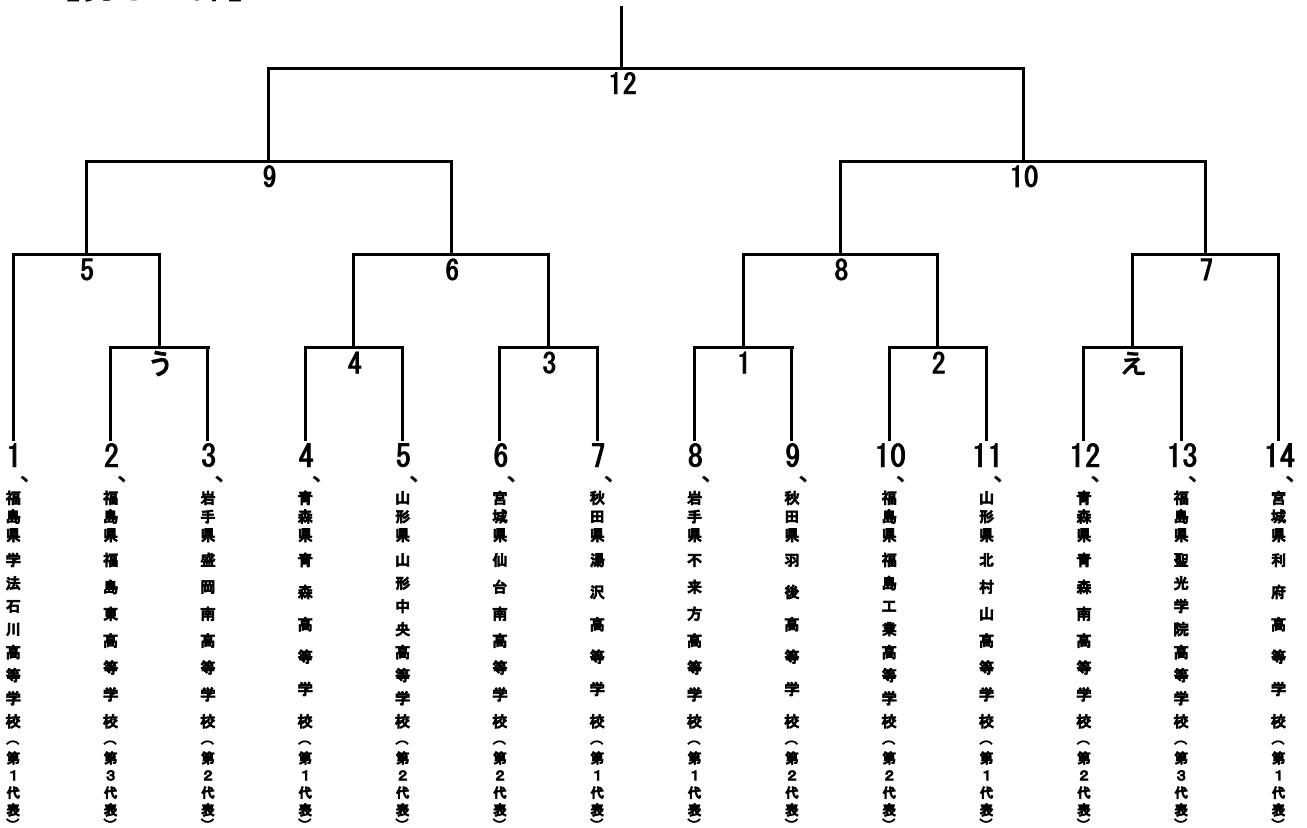 12
9
10
5
6
8
7
う
4
3
1
2
え
1、福島県 学法石川高等学校(第1代表)
2、福島県 福島東高等学校(第3代表)
3、岩手県 盛岡南高等学校(第2代表)
4、青森県 青森高等学校(第1代表)
5、山形県 山形中央高等学校(第2代表)
6、宮城県 仙台南高等学校(第2代表)
7、秋田県 湯沢高等学校(第1代表)
8、岩手県 不来方高等学校(第1代表)
9、秋田県 羽後高等学校(第2代表)
10、福島県 福島工業高等学校(第2代表)
11、山形県 北村山高等学校(第1代表)
12、青森県 青森南高等学校(第2代表)
13、福島県 聖光学院高等学校(第3代表)
14、宮城県 利府高等学校(第1代表)